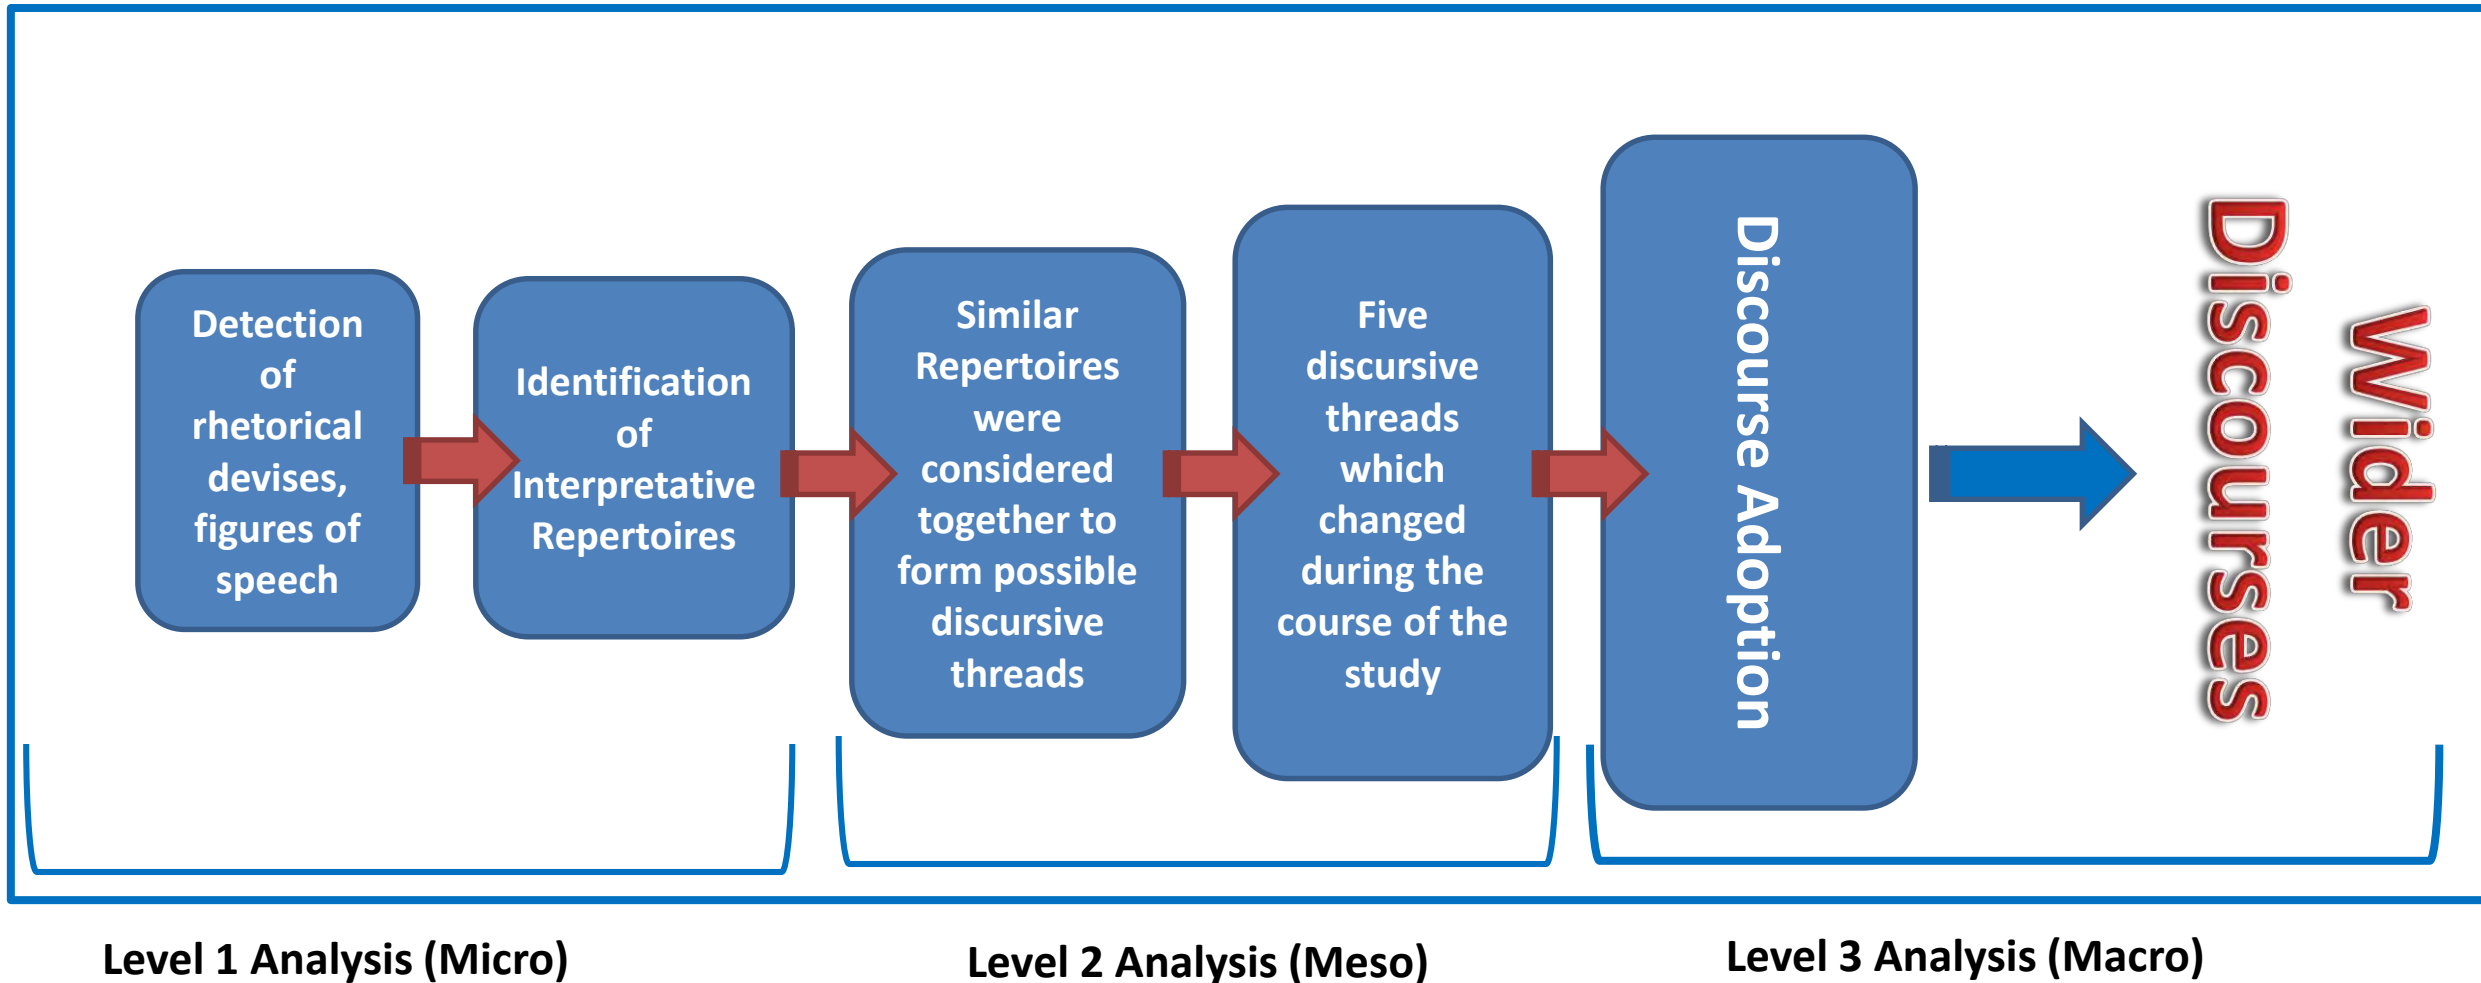 Detection
of
rhetorical
devises,
figures of
speech
Identification
of
Interpretative
Repertoires
Similar
Repertoires
were
considered
together to
form possible
discursive
threads
Five
discursive
threads
which
changed
during the
course of the
study
Discourse Adoption
Wider
Discourses
Level 1 Analysis (Micro)
Level 2 Analysis (Meso)
Level 3 Analysis (Macro)